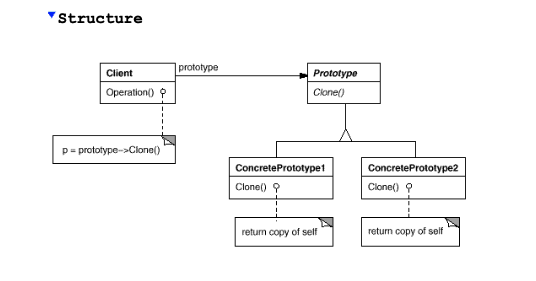 Structure
Client
prototype
Prototype
Operation()
Clone()
p = prototype->Clone()
ConcretePrototype1
ConcretePrototype2
Clone()
Clone()
return copy of self
return copy of self